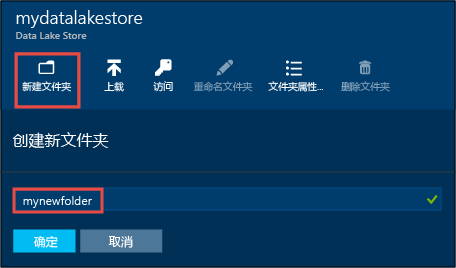 mydatalakestore
Data Lake Store
新建文件夹 上载 访问 重命名文件夹 文件夹属性... 删除文件夹
创建新文件夹
mynewfolder
确定 取消